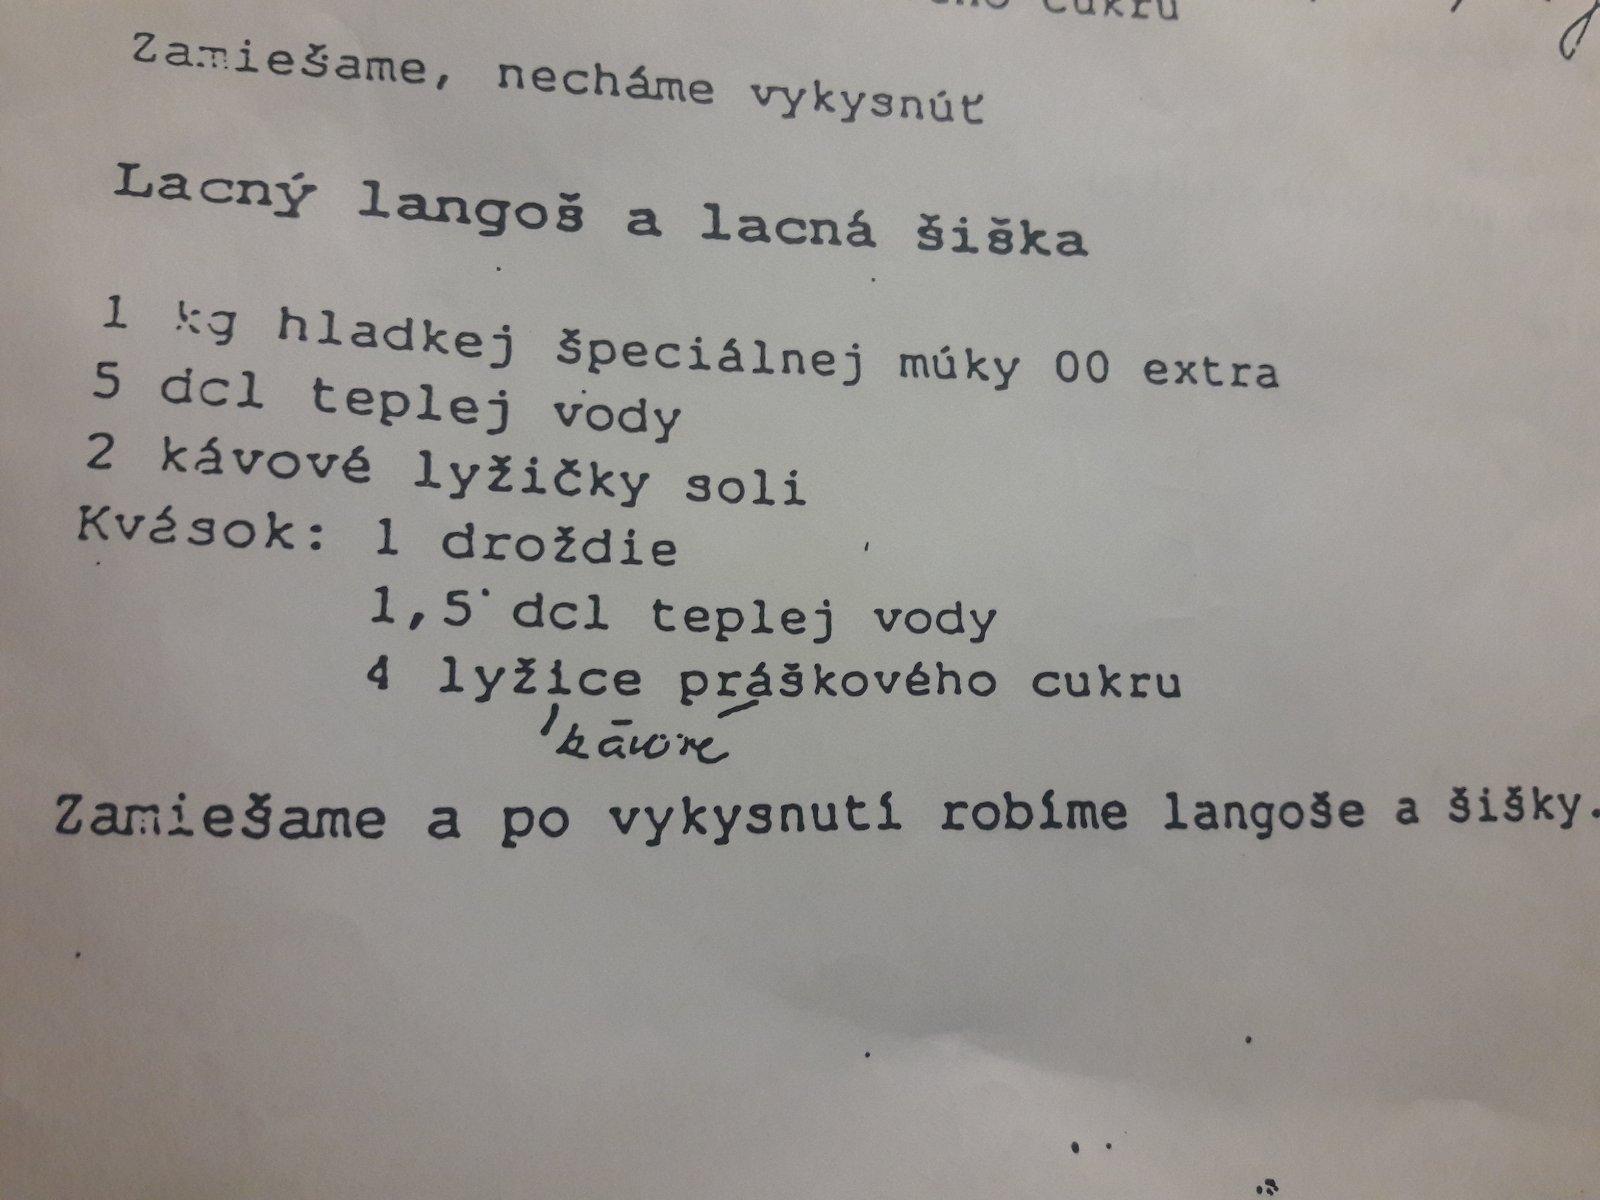 cukru
Zamiešame, necháme vykysnúť
Lacný langoš a lacná šiška
1 kg hladkej špeciálnej múky 00 extra
5 dcl teplej vody
2 kávové lyžičky soli
Kvások: 1 droždie
1,5 dcl teplej vody
4 lyžice práškového cukru
kávové
Zamiešame a po vykysnutí robíme langoše a šišky.